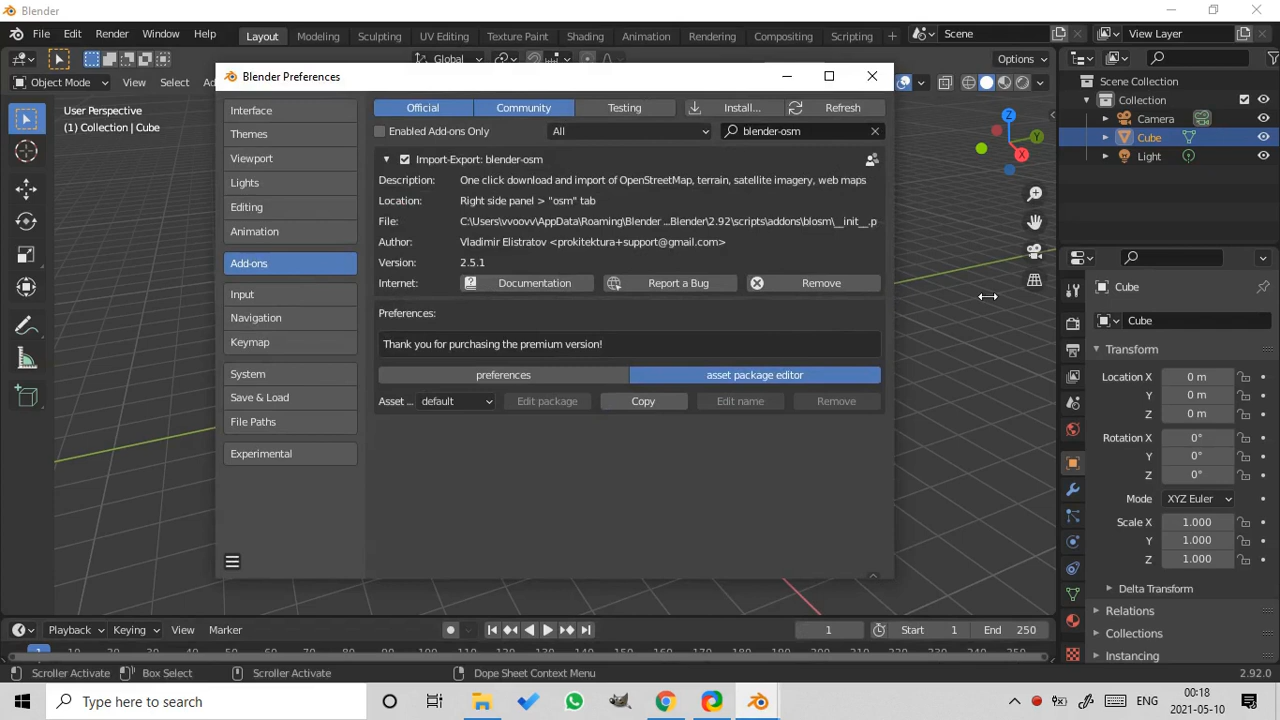 Blender
File Edit Render Window Help Layout Modeling Sculpting UV Editing Texture Paint Shading Animation Rendering Compositing Scripting Scene View Layer
Global Options
Object Mode View Select
User Perspective
(1) Collection | Cube
Blender Preferences
Interface
Themes
Viewport
Lights
Editing
Animation
Add-ons
Input
Navigation
Keymap
System
Save & Load
File Paths
Experimental
Official Community Testing Install... Refresh
Enabled Add-ons Only All blender-osm
Import-Export: blender-osm
Description: One click download and import of OpenStreetMap, terrain, satellite imagery, web maps
Location: Right side panel > "osm" tab
File: C:\Users\vvoovv\AppData\Roaming\Blender ...Blender\2.92\scripts\addons\blosm\__init__.p
Author: Vladimir Elistratov <prokitektura+support@gmail.com>
Version: 2.5.1
Internet: Documentation Report a Bug Remove
Preferences:
Thank you for purchasing the premium version!
preferences asset package editor
Asset ... default Edit package Copy Edit name Remove
Z
Y
X
Scene Collection
Collection
Camera
Cube
Light
Cube
Cube
Transform
Location X 0 m
Y 0 m
Z 0 m
Rotation X 0°
Y 0°
Z 0°
Mode XYZ Euler
Scale X 1.000
Y 1.000
Z 1.000
Delta Transform
Relations
Collections
Instancing
Playback Keying View Marker 1 Start 1 End 250
1
Scroller Activate Box Select Scroller Activate Dope Sheet Context Menu 2.92.0
Type here to search
ENG
00:18
2021-05-10